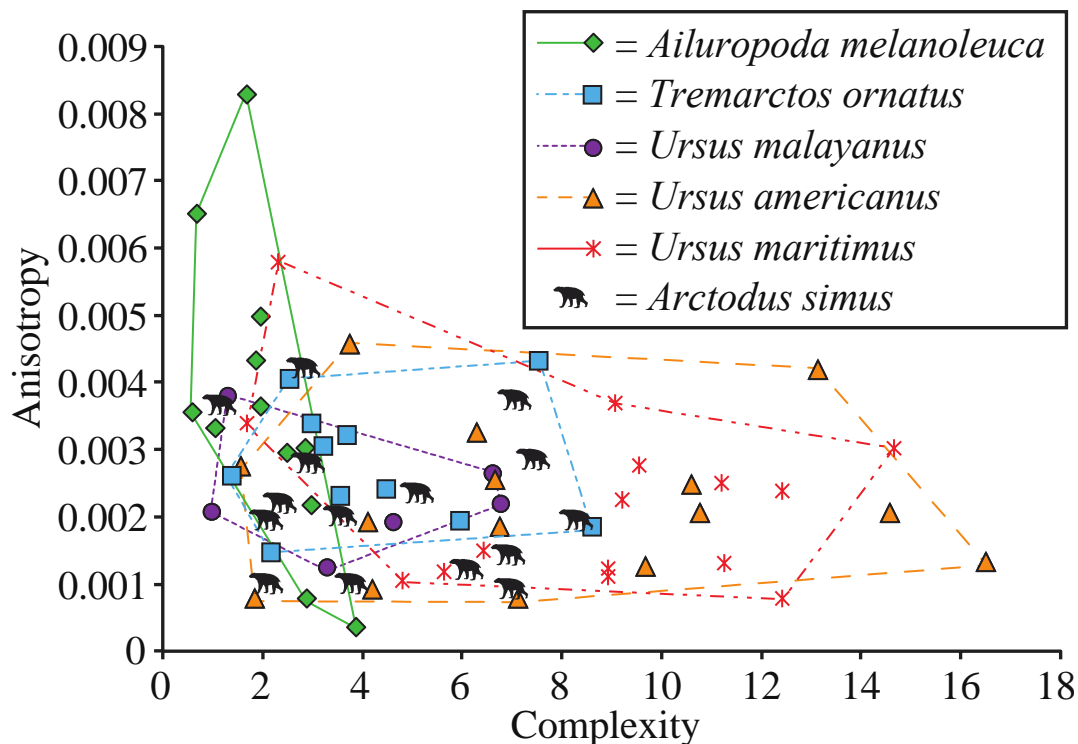 0.009
0.008
0.007
0.006
0.005
0.004
0.003
0.002
0.001
0
Anisotropy
0 2 4 6 8 10 12 14 16 18
Complexity
= Ailuropoda melanoleuca
= Tremarctos ornatus
= Ursus malayanus
= Ursus americanus
= Ursus maritimus
= Arctodus simus